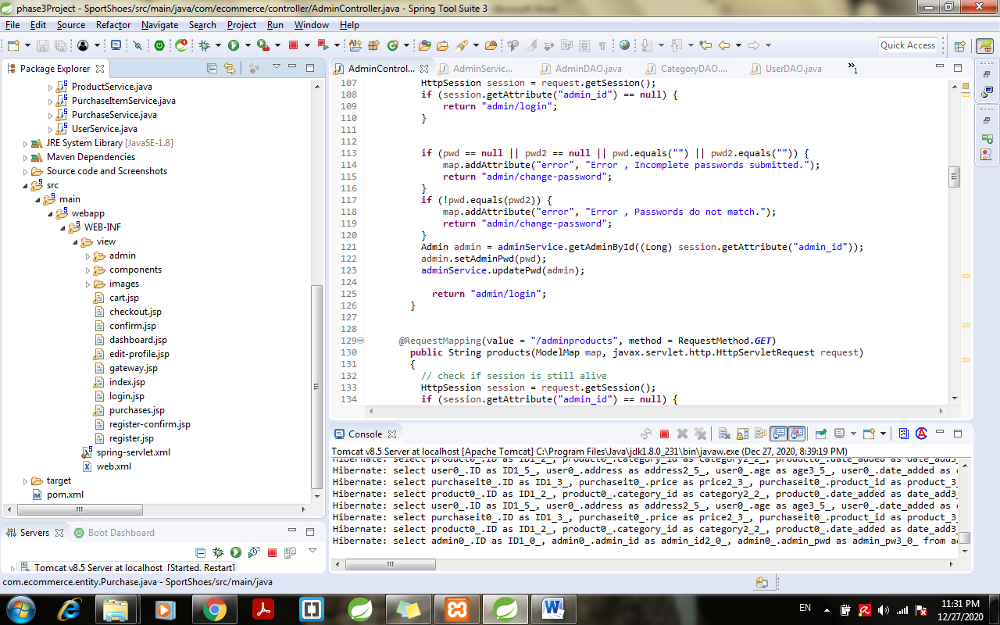 phase3Project - SportShoes/src/main/java/com/ecommerce/controller/AdminController.java - Spring Tool Suite 3
File Edit Source Refactor Navigate Search Project Run Window Help
Quick Access
Package Explorer
ProductService.java
PurchaseItemService.java
PurchaseService.java
UserService.java
JRE System Library [JavaSE-1.8]
Maven Dependencies
Source code and Screenshots
src
main
webapp
WEB-INF
view
admin
components
images
cart.jsp
checkout.jsp
confirm.jsp
dashboard.jsp
edit-profile.jsp
gateway.jsp
index.jsp
login.jsp
purchases.jsp
register-confirm.jsp
register.jsp
spring-servlet.xml
web.xml
target
pom.xml
Servers Boot Dashboard
Tomcat v8.5 Server at localhost [Started, Restart]
AdminControl... AdminServic... AdminDAO.java CategoryDAO.... UserDAO.java »1
107 HttpSession session = request.getSession();
108 if (session.getAttribute("admin_id") == null) {
109 return "admin/login";
110 }
111
112
113 if (pwd == null || pwd2 == null || pwd.equals("") || pwd2.equals("")) {
114 map.addAttribute("error", "Error , Incomplete passwords submitted.");
115 return "admin/change-password";
116 }
117 if (!pwd.equals(pwd2)) {
118 map.addAttribute("error", "Error , Passwords do not match.");
119 return "admin/change-password";
120 }
121 Admin admin = adminService.getAdminById((Long) session.getAttribute("admin_id"));
122 admin.setAdminPwd(pwd);
123 adminService.updatePwd(admin);
124
125 return "admin/login";
126 }
127
128
129 @RequestMapping(value = "/adminproducts", method = RequestMethod.GET)
130 public String products(ModelMap map, javax.servlet.http.HttpServletRequest request)
131 {
132 // check if session is still alive
133 HttpSession session = request.getSession();
134 if (session.getAttribute("admin_id") == null) {
Console
Tomcat v8.5 Server at localhost [Apache Tomcat] C:\Program Files\Java\jdk1.8.0_231\bin\javaw.exe (Dec 27, 2020, 8:39:19 PM)
Hibernate: select product0_.ID as ID1_2_, product0_.category_id as category2_2_, product0_.date_added as date_add3
Hibernate: select user0_.ID as ID1_5_, user0_.address as address2_5_, user0_.age as age3_5_, user0_.date_added as
Hibernate: select purchaseit0_.ID as ID1_3_, purchaseit0_.price as price2_3_, purchaseit0_.product_id as product_3_
Hibernate: select product0_.ID as ID1_2_, product0_.category_id as category2_2_, product0_.date_added as date_add3_
Hibernate: select user0_.ID as ID1_5_, user0_.address as address2_5_, user0_.age as age3_5_, user0_.date_added as
Hibernate: select purchaseit0_.ID as ID1_3_, purchaseit0_.price as price2_3_, purchaseit0_.product_id as product_3_
Hibernate: select product0_.ID as ID1_2_, product0_.category_id as category2_2_, product0_.date_added as date_add3_
Hibernate: select admin0_.ID as ID1_0_, admin0_.admin_id as admin_id2_0_, admin0_.admin_pwd as admin_pw3_0_ from
com.ecommerce.entity.Purchase.java - SportShoes/src/main/java
EN
11:31 PM
12/27/2020